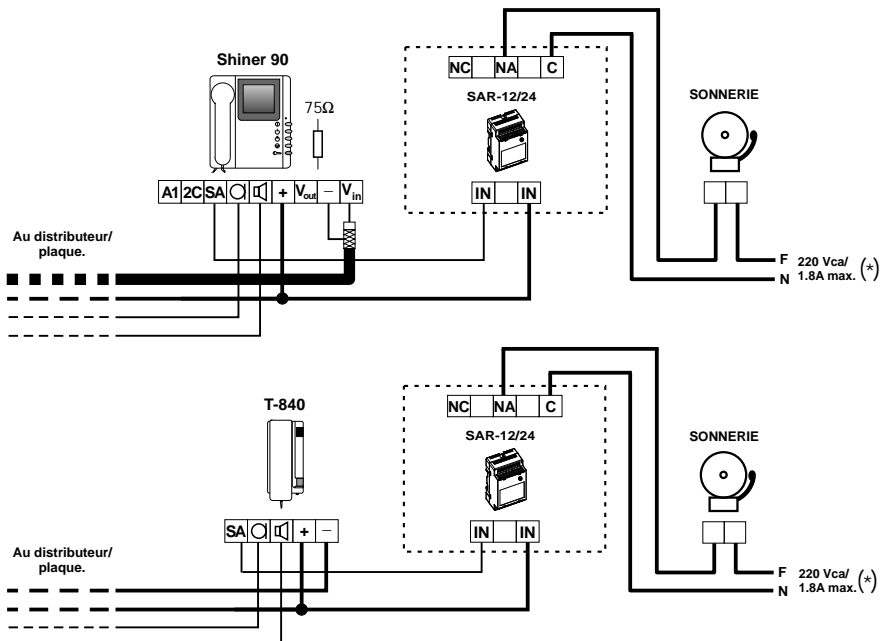 Shiner 90
75Ω
A1 2C SA + Vout – Vin
Au distributeur/
plaque.
NC NA C
SAR-12/24
IN IN
SONNERIE
F 220 Vca/
N 1.8A max. (*)
T-840
SA + –
Au distributeur/
plaque.
NC NA C
SAR-12/24
IN IN
SONNERIE
F 220 Vca/
N 1.8A max. (*)